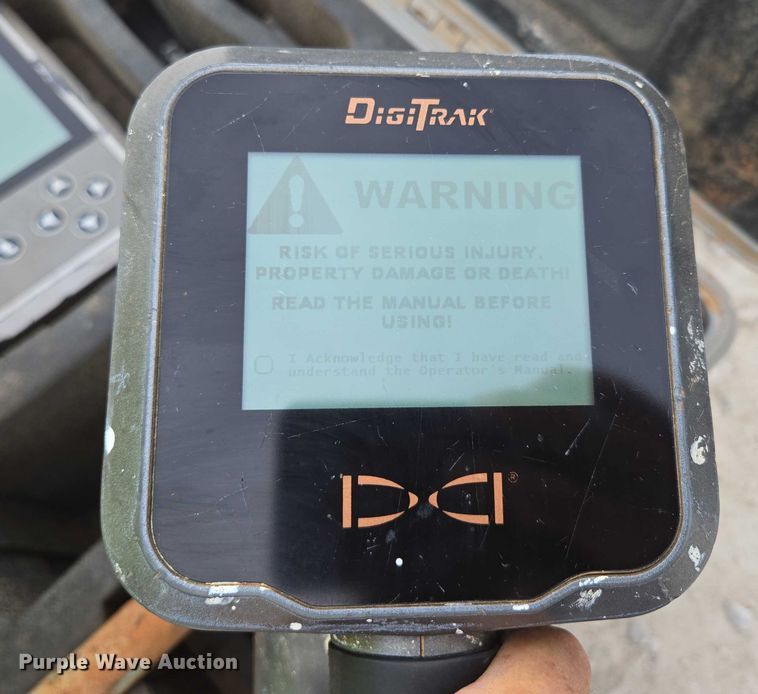 DIGITRAK®
WARNING
RISK OF SERIOUS INJURY,
PROPERTY DAMAGE OR DEATH!
READ THE MANUAL BEFORE
USING!
I Acknowledge that I have read and
understand the Operator's Manual.
DCI®
Purple Wave Auction